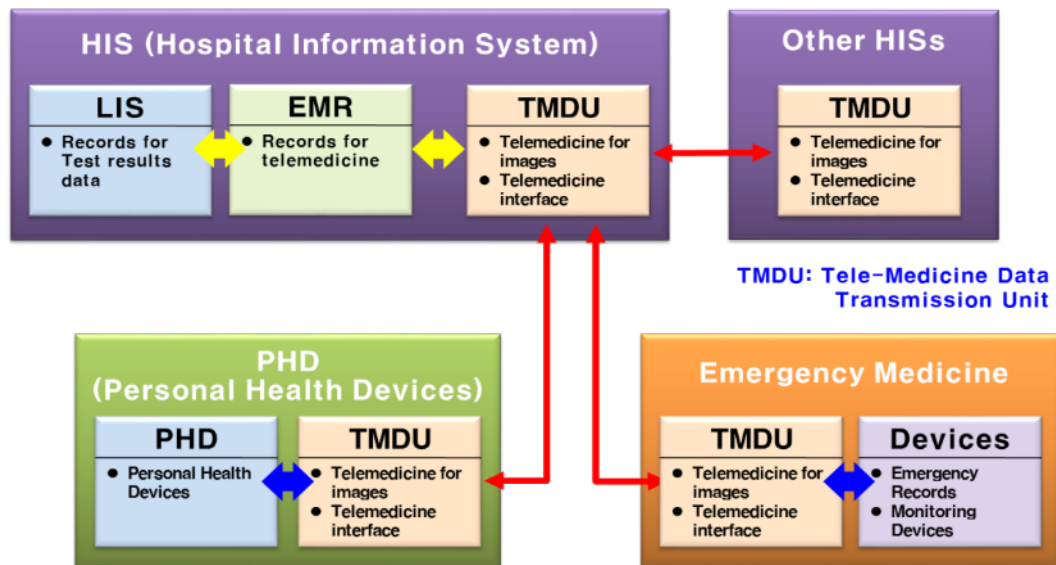 HIS (Hospital Information System)
LIS
● Records for
Test results
data
EMR
● Records for
telemedicine
TMDU
● Telemedicine for
images
● Telemedicine
interface
Other HISs
TMDU
● Telemedicine for
images
● Telemedicine
interface
TMDU: Tele-Medicine Data
Transmission Unit
PHD
(Personal Health Devices)
PHD
● Personal Health
Devices
TMDU
● Telemedicine for
images
● Telemedicine
interface
Emergency Medicine
TMDU
● Telemedicine for
images
● Telemedicine
interface
Devices
● Emergency
Records
● Monitoring
Devices